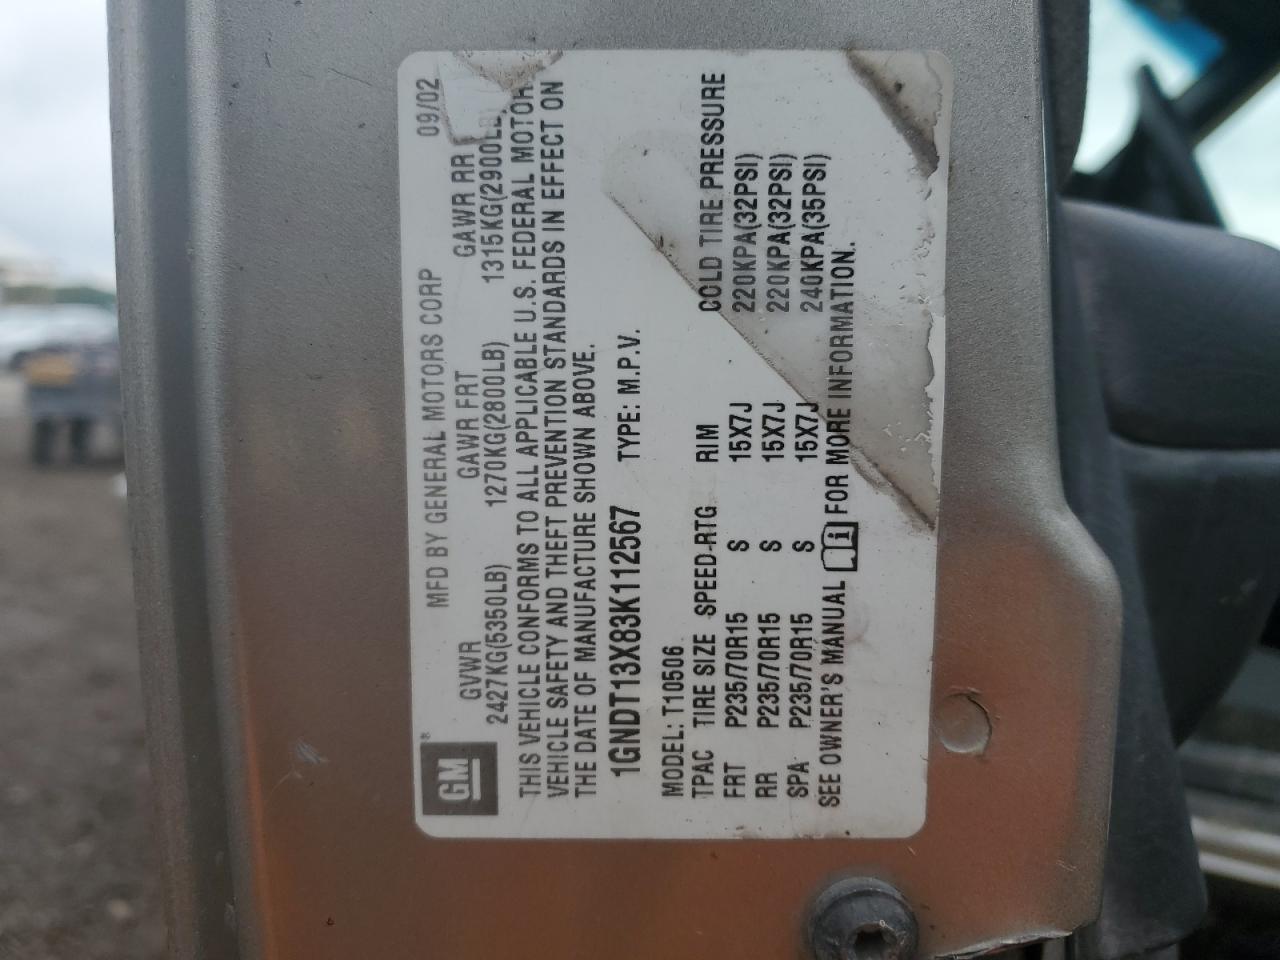 GM
MFD BY GENERAL MOTORS CORP 09/02
GVWR GAWR FRT GAWR RR
2427KG(5350LB) 1270KG(2800LB) 1315KG(2900LB)
THIS VEHICLE CONFORMS TO ALL APPLICABLE U.S. FEDERAL MOTOR
VEHICLE SAFETY AND THEFT PREVENTION STANDARDS IN EFFECT ON
THE DATE OF MANUFACTURE SHOWN ABOVE.
1GNDT13X83K112567 TYPE: M.P.V.
MODEL: T10506
TPAC TIRE SIZE SPEED-RTG RIM COLD TIRE PRESSURE
FRT P235/70R15 S 15X7J 220KPA(32PSI)
RR P235/70R15 S 15X7J 220KPA(32PSI)
SPA P235/70R15 S 15X7J 240KPA(35PSI)
SEE OWNER'S MANUAL FOR MORE INFORMATION.